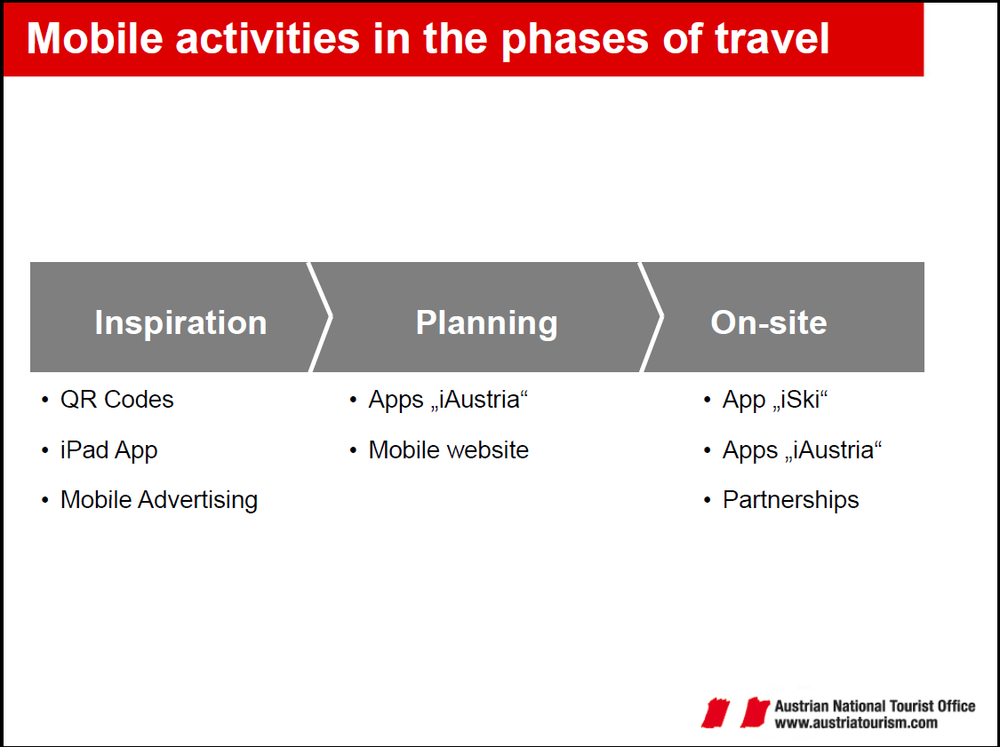 Mobile activities in the phases of travel
Inspiration
• QR Codes
• iPad App
• Mobile Advertising
Planning
• Apps „iAustria“
• Mobile website
On-site
• App „iSki“
• Apps „iAustria“
• Partnerships
Austrian National Tourist Office
www.austriatourism.com